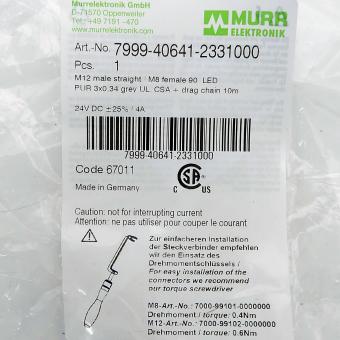 Murrelektronik GmbH
D-71570 Oppenweiler
Tel.: +49 7191 - 470
MURR
ELEKTRONIK
Art.-No. 7999-40641-2331000
Pcs. 1
M12 male straight / M8 female 90 LED
PUR 3x0.34 grey UL, CSA + drag chain 10m
24V DC ±25% / 4A
7999-40641-2331000
Code 67011
Made in Germany
C US
Caution: not for interrupting current
Attention: ne pas utiliser pour couper le courant
Zur einfacheren Installation
der Steckverbinder empfehlen
wir den Einsatz des
Drehmomentschlüssels /
For easy installation of the
connectors we recommend
our torque screwdriver
M8-Art.-No.: 7000-99101-0000000
Drehmoment / torque: 0.4Nm
M12-Art.-No.: 7000-99102-0000000
Drehmoment / torque: 0.6Nm